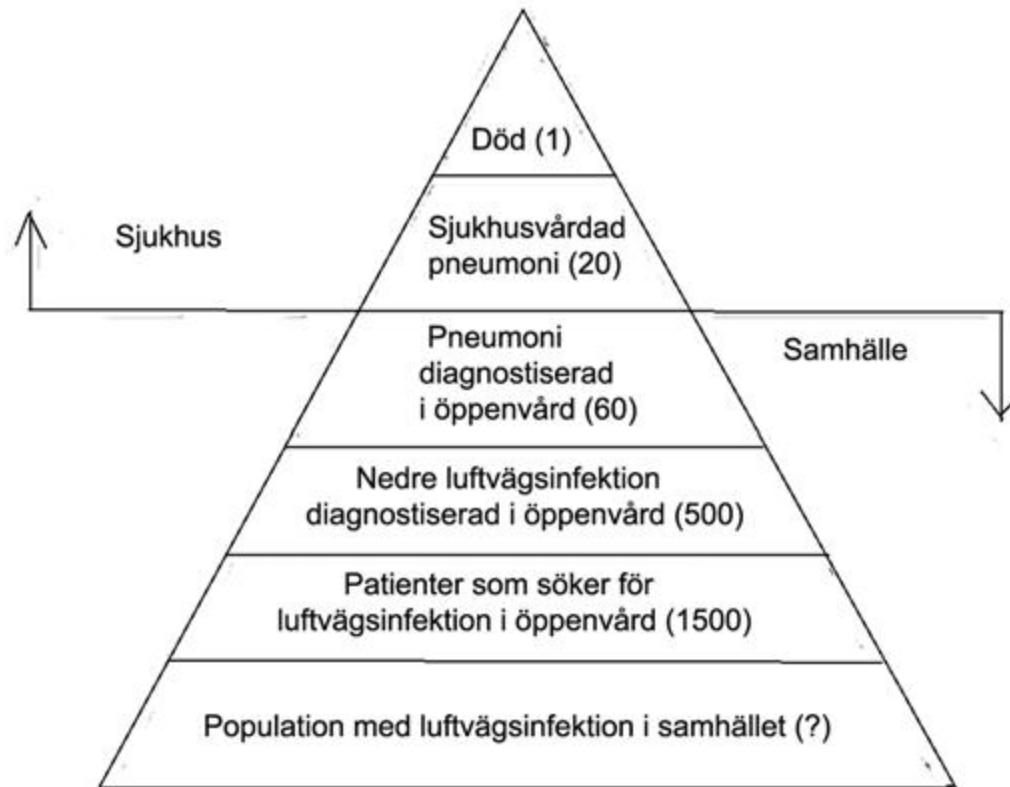 Död (1)
Sjukhus
Sjukhusvårdad
pneumoni (20)
Pneumoni
diagnostiserad
i öppenvård (60)
Samhälle
Nedre luftvägsinfektion
diagnostiserad i öppenvård (500)
Patienter som söker för
luftvägsinfektion i öppenvård (1500)
Population med luftvägsinfektion i samhället (?)